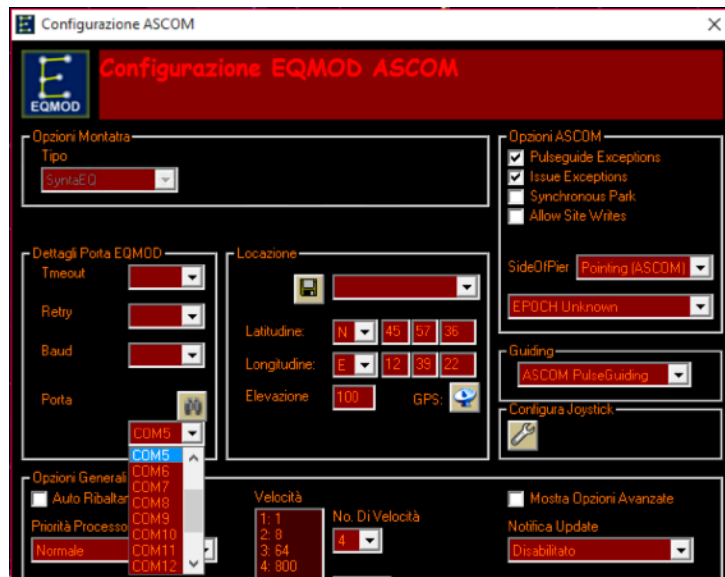 Configurazione ASCOM
EQMOD
Configurazione EQMOD ASCOM
Opzioni Montatra
Tipo
SyntaEQ
Opzioni ASCOM
Pulseguide Exceptions
Issue Exceptions
Synchronous Park
Allow Site Writes
SideOfPier Pointing (ASCOM)
EPOCH Unknown
Dettagli Porta EQMOD
Tmeout
Retry
Baud
Porta
COM5
COM5
COM6
COM7
COM8
COM9
COM10
COM11
COM12
Locazione
Latitudine: N 45 57 36
Longitudine: E 12 39 22
Elevazione 100 GPS:
Guiding
ASCOM PulseGuiding
Configura Joystick
Opzioni Generali
Auto Ribaltar
Priorità Processo
Normale
Velocità
1: 1
2: 8
3: 64
4: 800
No. Di Velocità
4
Mostra Opzioni Avanzate
Notifica Update
Disabilitato